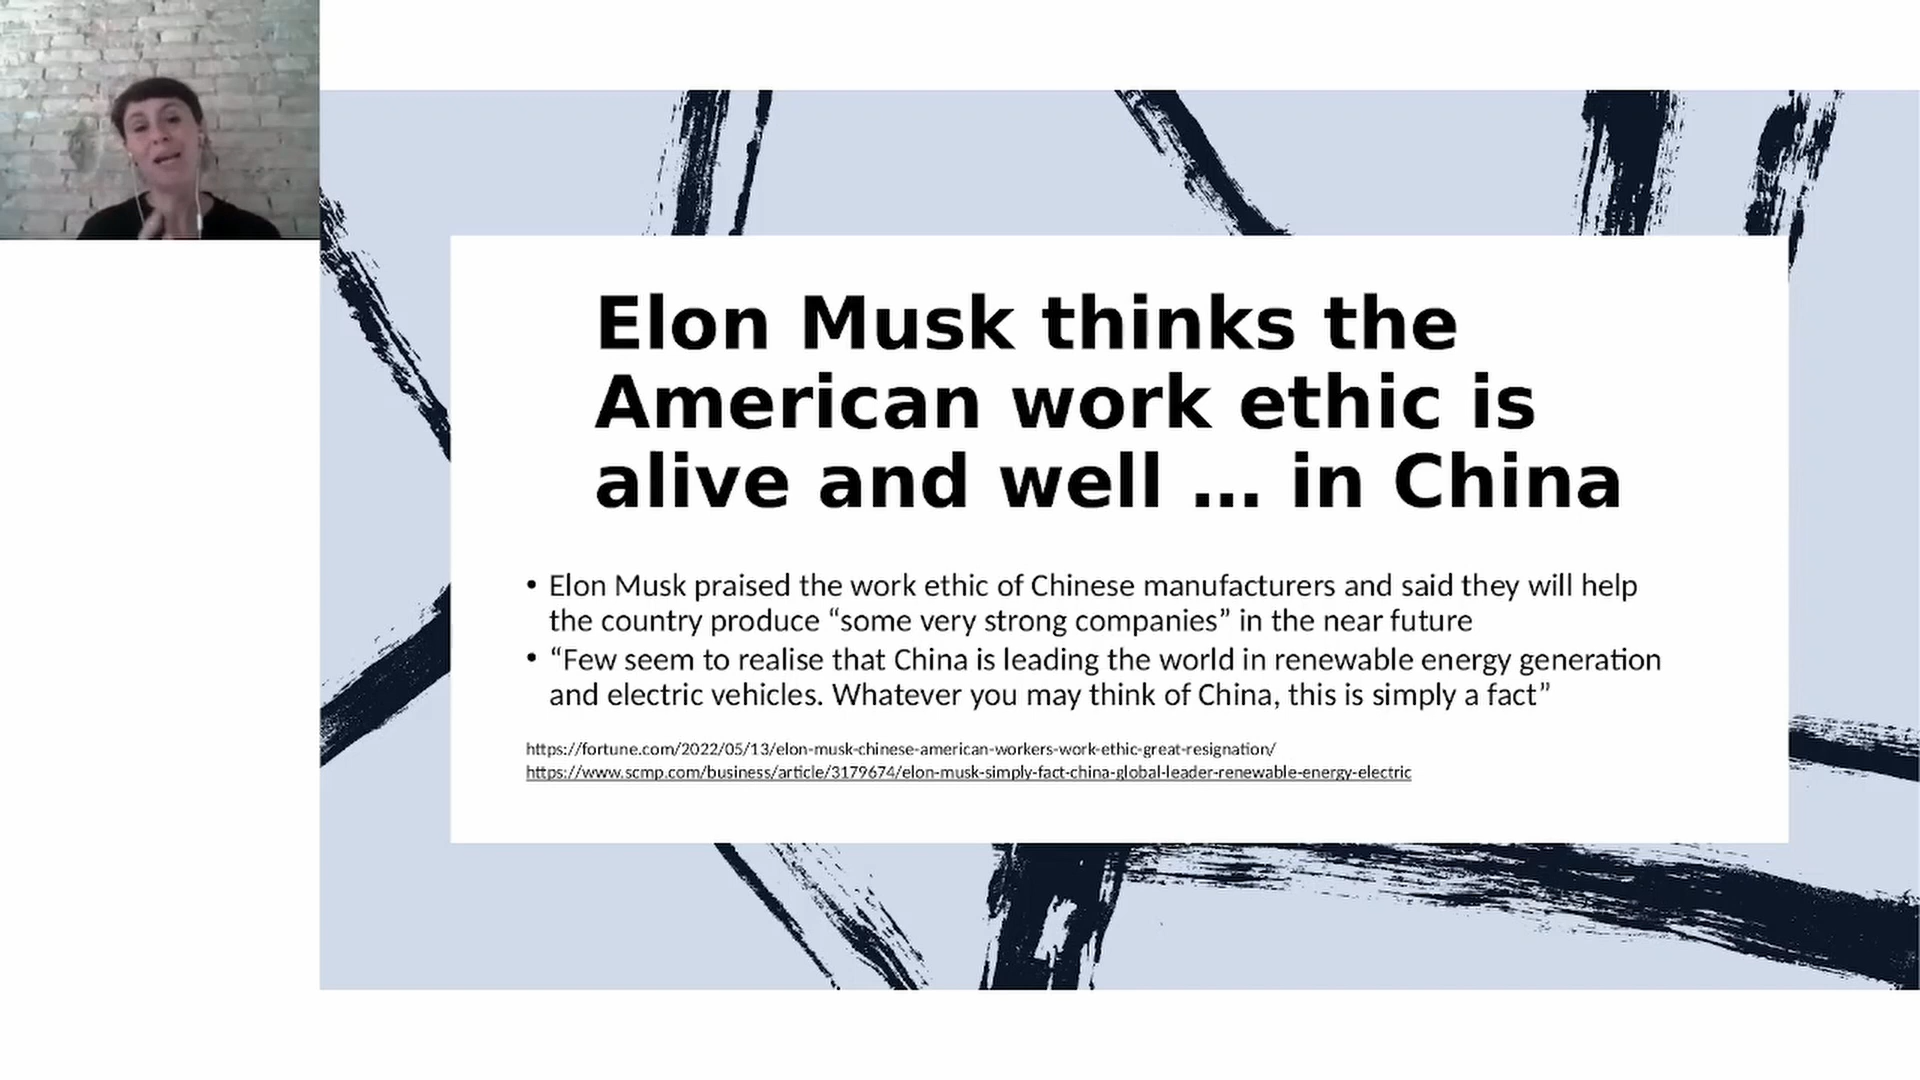 Elon Musk thinks the
American work ethic is
alive and well ... in China
• Elon Musk praised the work ethic of Chinese manufacturers and said they will help
the country produce “some very strong companies” in the near future
• “Few seem to realise that China is leading the world in renewable energy generation
and electric vehicles. Whatever you may think of China, this is simply a fact”
https://fortune.com/2022/05/13/elon-musk-chinese-american-workers-work-ethic-great-resignation/
https://www.scmp.com/business/article/3179674/elon-musk-simply-fact-china-global-leader-renewable-energy-electric